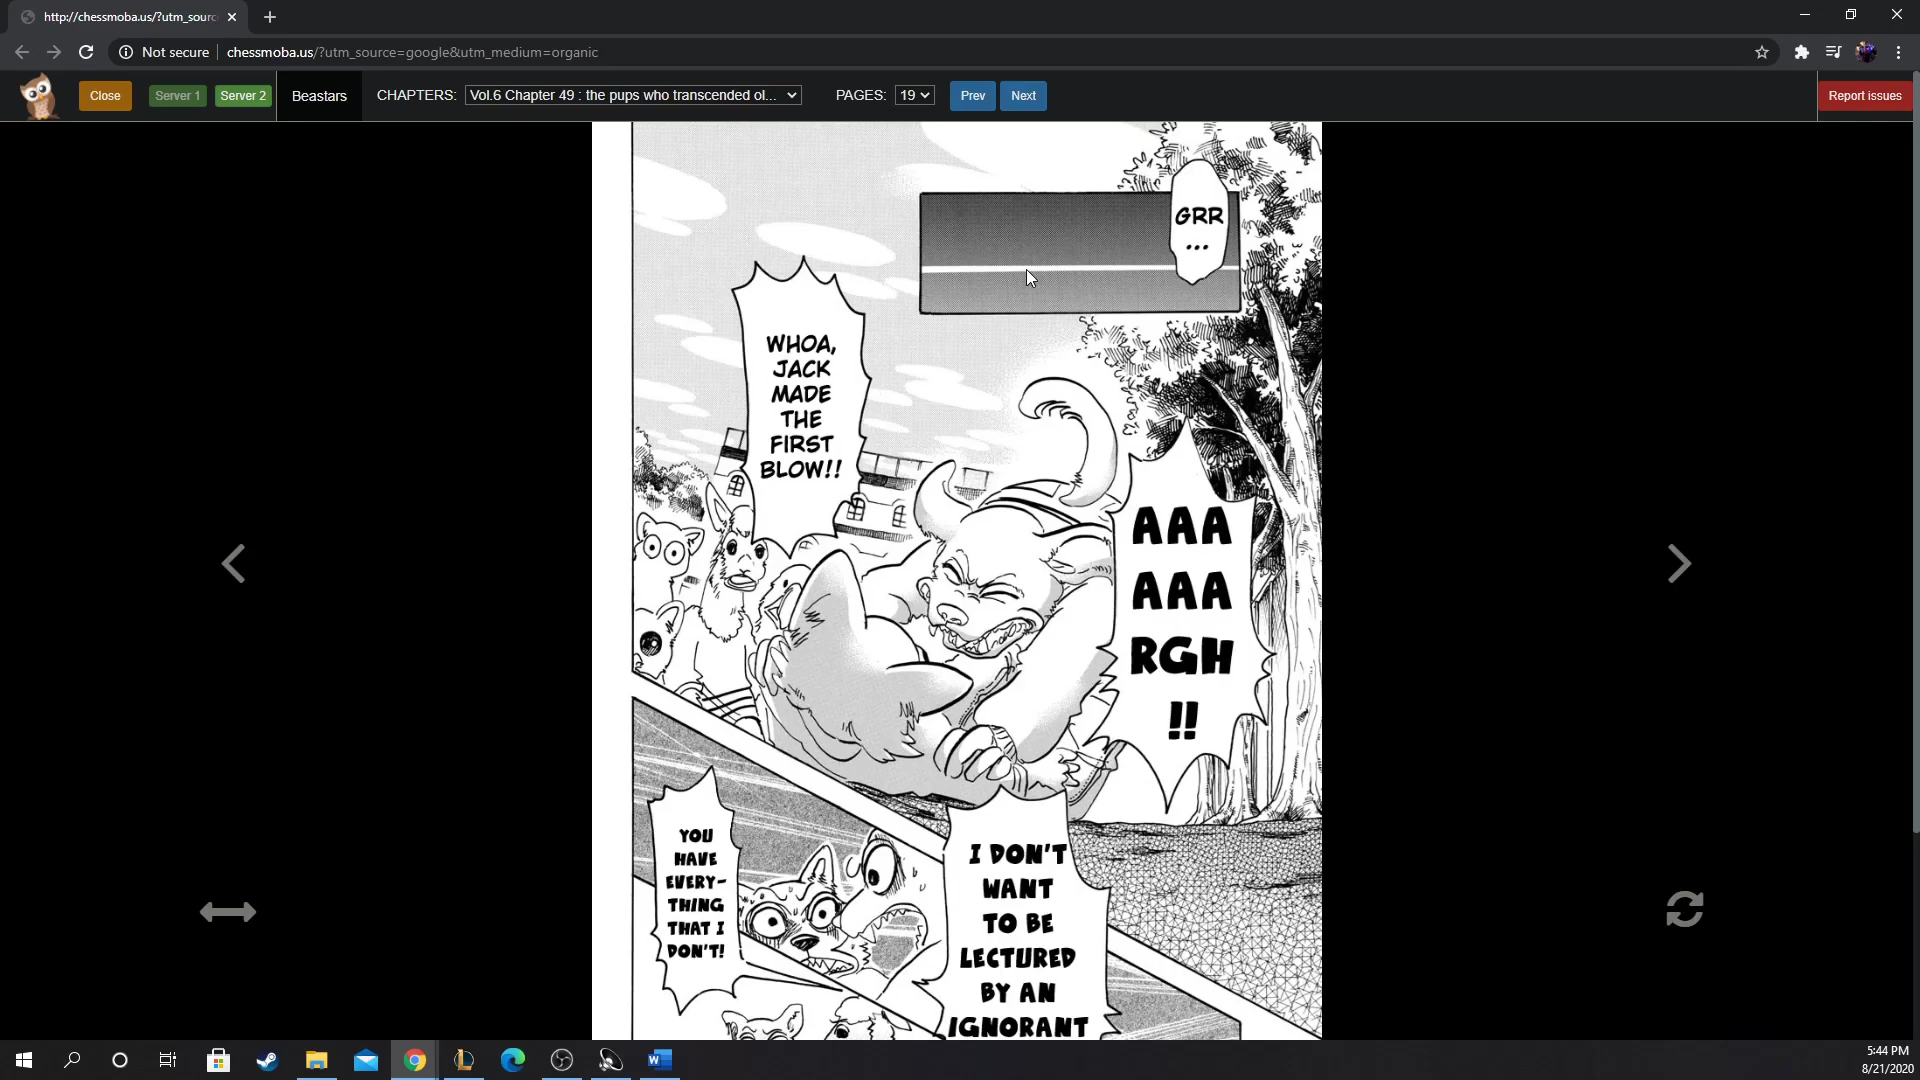 http://chessmoba.us/?utm_sourc
Not secure
chessmoba.us/?utm_source=google&utm_medium=organic
Close
Server 1
Server 2
Beastars
CHAPTERS:
Vol.6 Chapter 49 : the pups who transcended ol...
PAGES:
19
Prev
Next
Report issues
GRR
...
WHOA,
JACK
MADE
THE
FIRST
BLOW!!
AAA
AAA
RGH
!!
I DON'T
WANT
TO BE
LECTURED
BY AN
IGNORANT
YOU
HAVE
EVERY-
THING
THAT I
DON'T!
5:44 PM
8/21/2020